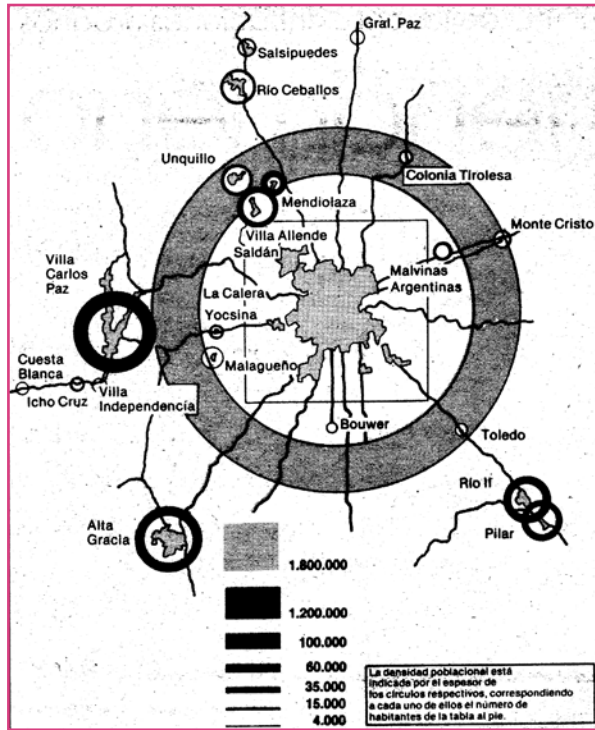 Gral. Paz
Salsipuedes
Río Ceballos
Unquillo
Colonia Tirolesa
Mendiolaza
Monte Cristo
Villa Allende
Saldán
Villa
Carlos
Paz
Malvinas
Argentinas
La Calera
Yocsina
Cuesta
Blanca
Icho Cruz
Malagueño
Villa
Independencía
Bouwer
Toledo
Río II
Pilar
Alta
Gracia
1.800.000
1.200.000
100.000
60.000
35.000
15.000
4.000
La densidad poblacional está
indicada por el espesor de
los círculos respectivos, correspondiendo
a cada uno de ellos el número de
habitantes de la tabla al pie.